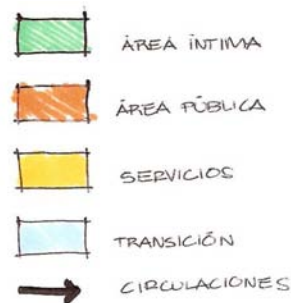 ÁREA ÍNTIMA
ÁREA PÚBLICA
SERVICIOS
TRANSICIÓN
CIRCULACIONES